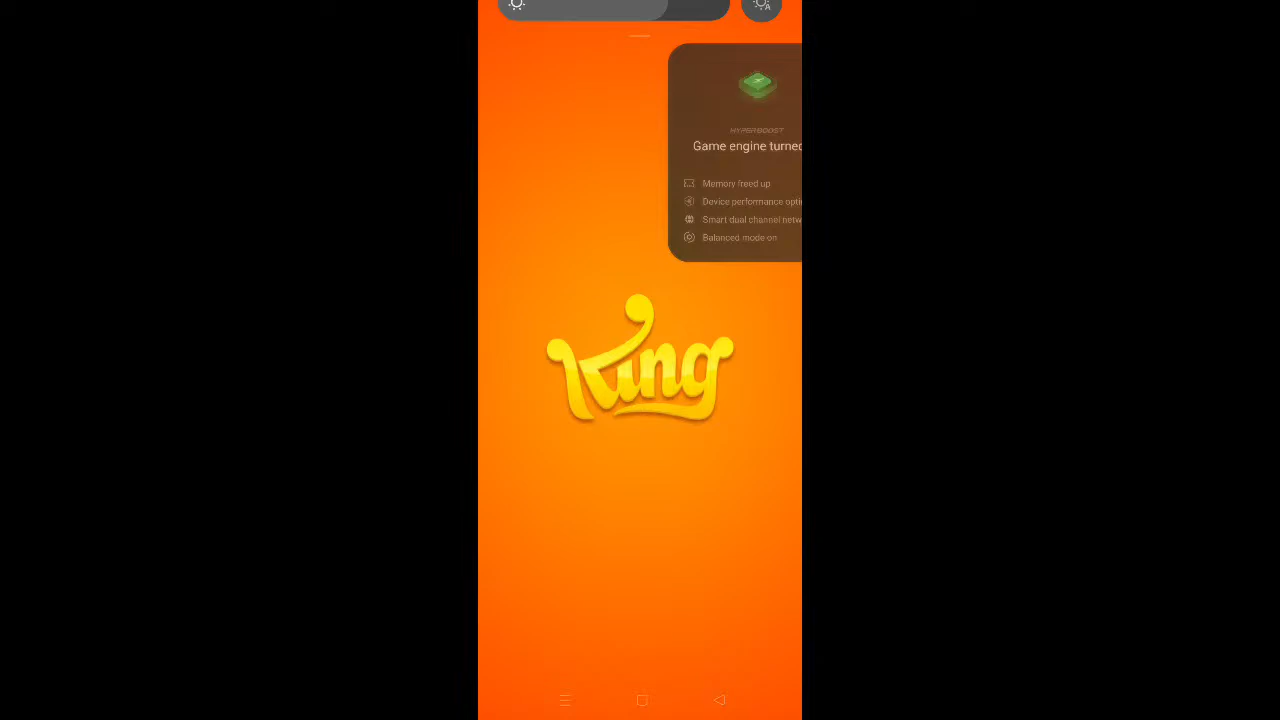 HYPERBOOST
Game engine turned
Memory freed up
Device performance opti
Smart dual channel netw
Balanced mode on
King